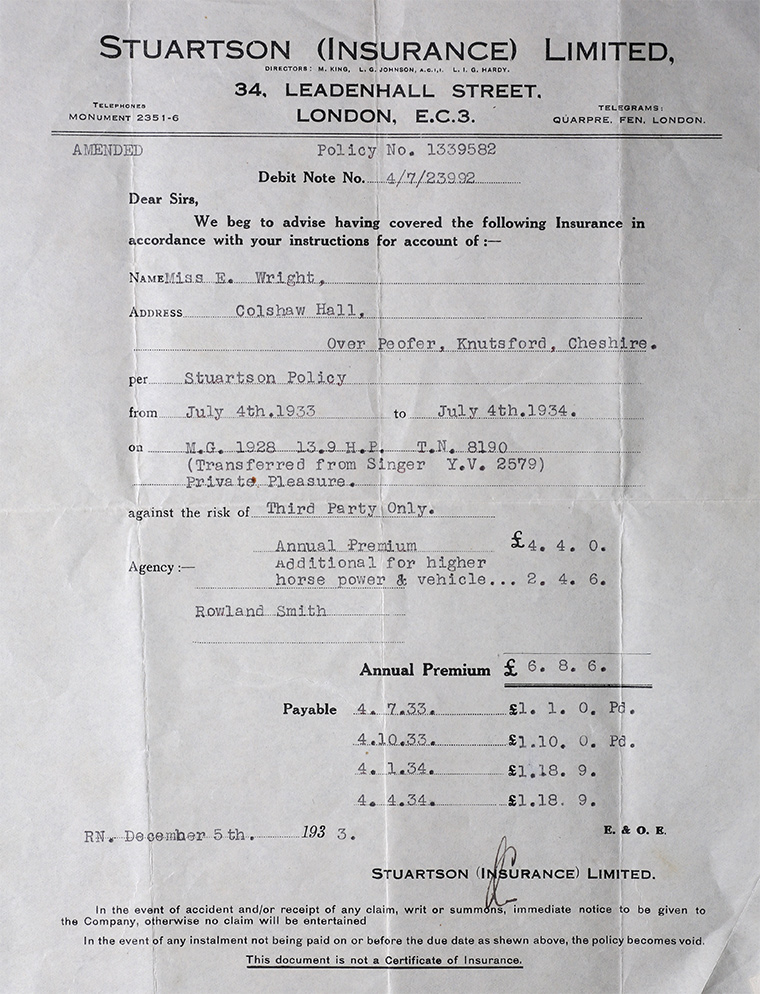 STUARTSON (INSURANCE) LIMITED,
DIRECTORS: M. KING, L. G. JOHNSON, A.C.I.I. L. I. G. HARDY.
34, LEADENHALL STREET.
LONDON, E.C.3.
TELEPHONES
MONUMENT 2351-6
TELEGRAMS:
QUARPRE, FEN, LONDON.
AMENDED Policy No. 1339582
Debit Note No. 4/7/23992
Dear Sirs,
We beg to advise having covered the following Insurance in
accordance with your instructions for account of :—
NAME Miss E. Wright,
ADDRESS Colshaw Hall,
Over Peofer, Knutsford, Cheshire.
per Stuartson Policy
from July 4th.1933 to July 4th.1934.
on M.G. 1928 13.9 H.P. T.N. 8190
(Transferred from Singer Y.V. 2579)
Private Pleasure.
against the risk of Third Party Only.
Annual Premium £4. 4. 0.
Agency :— Additional for higher
horse power & vehicle... 2. 4. 6.
Rowland Smith
Annual Premium £ 6. 8. 6.
Payable 4. 7.33. £1. 1. 0. Pd.
4.10.33. £1.10. 0. Pd.
4. 1.34. £1.18. 9.
4. 4.34. £1.18. 9.
RN. December 5th. 193 3.
E. & O. E.
STUARTSON (INSURANCE) LIMITED.
In the event of accident and/or receipt of any claim, writ or summons, immediate notice to be given to
the Company, otherwise no claim will be entertained
In the event of any instalment not being paid on or before the due date as shewn above, the policy becomes void.
This document is not a Certificate of Insurance.